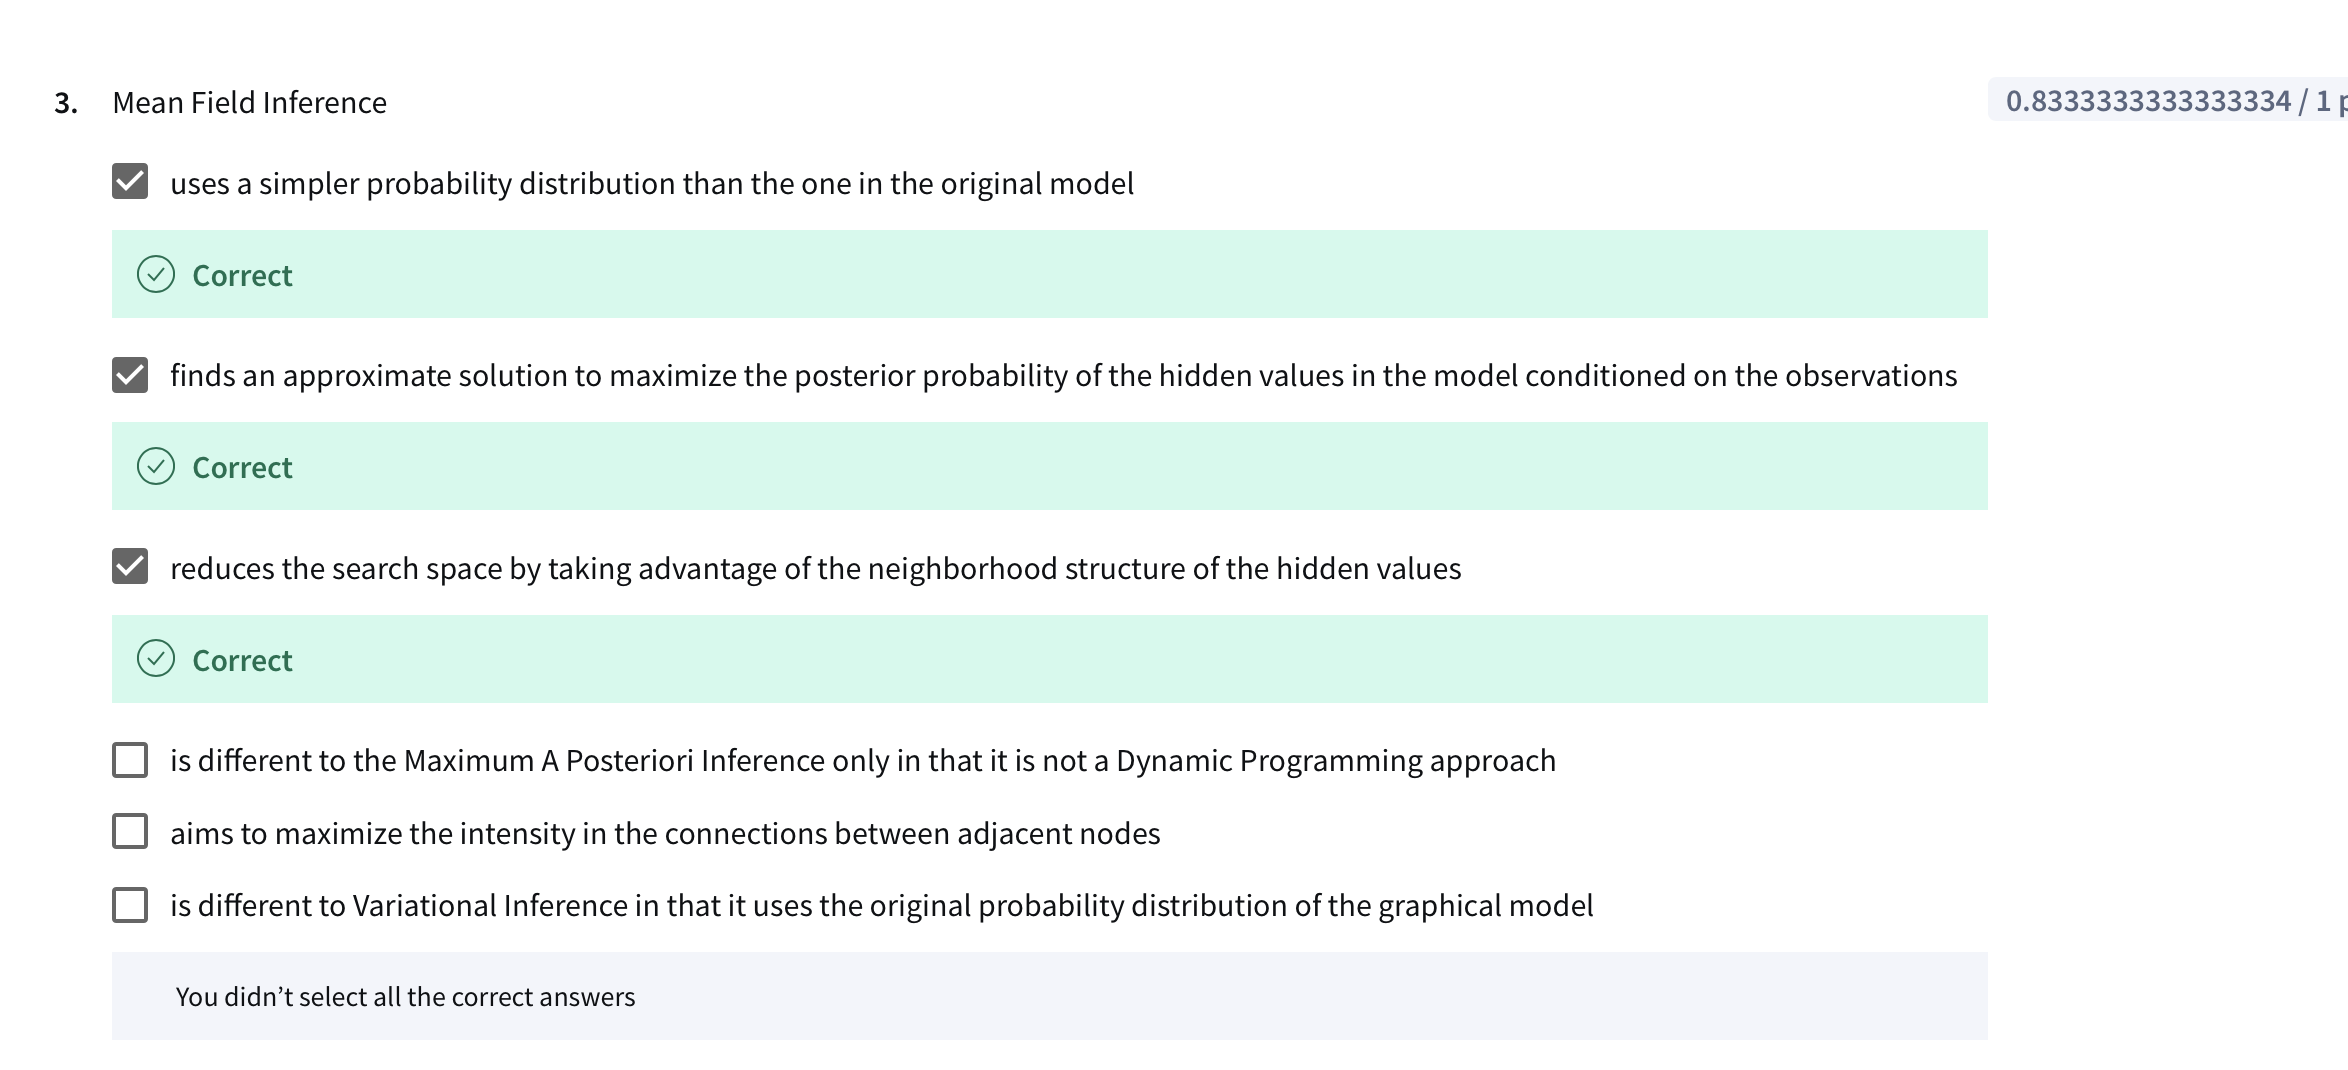 3. Mean Field Inference
0.8333333333333334 / 1 p
uses a simpler probability distribution than the one in the original model
Correct
finds an approximate solution to maximize the posterior probability of the hidden values in the model conditioned on the observations
Correct
reduces the search space by taking advantage of the neighborhood structure of the hidden values
Correct
is different to the Maximum A Posteriori Inference only in that it is not a Dynamic Programming approach
aims to maximize the intensity in the connections between adjacent nodes
is different to Variational Inference in that it uses the original probability distribution of the graphical model
You didn’t select all the correct answers